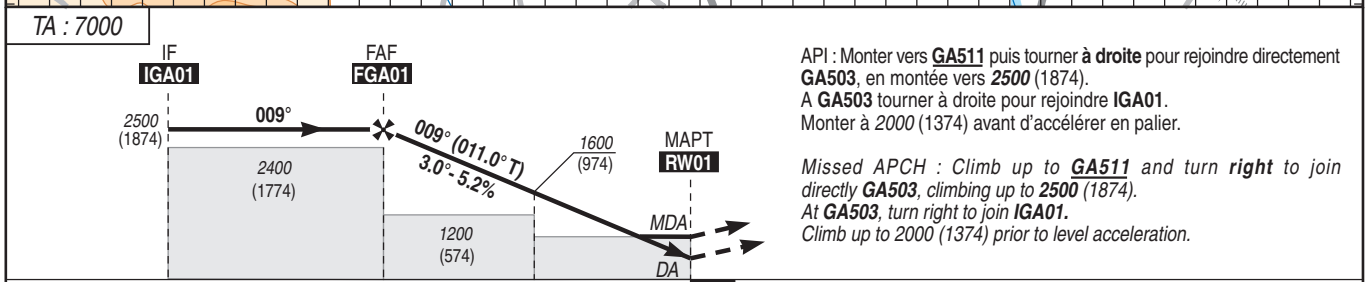 TA : 7000
IF
IGA01
FAF
FGA01
2500
(1874)
009°
009° (011.0° T)
3.0°- 5.2%
1600
(974)
MAPT
RW01
2400
(1774)
1200
(574)
MDA
DA
API : Monter vers GA511 puis tourner à droite pour rejoindre directement
GA503, en montée vers 2500 (1874).
A GA503 tourner à droite pour rejoindre IGA01.
Monter à 2000 (1374) avant d'accélérer en palier.
Missed APCH : Climb up to GA511 and turn right to join
directly GA503, climbing up to 2500 (1874).
At GA503, turn right to join IGA01.
Climb up to 2000 (1374) prior to level acceleration.